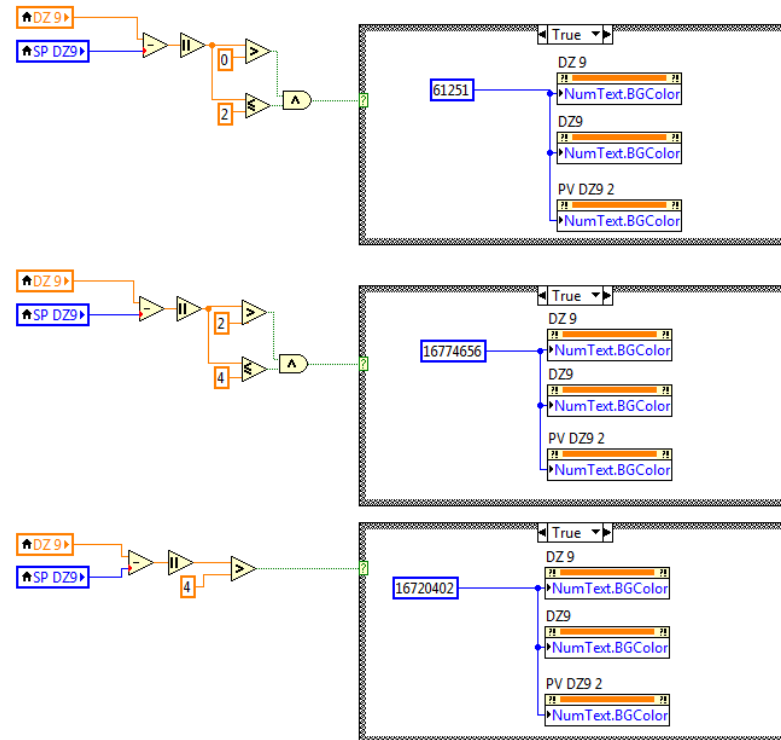 DZ 9
SP DZ9
0
>
2
≤
∧
?
True
61251
DZ 9
NumText.BGColor
DZ9
NumText.BGColor
PV DZ9 2
NumText.BGColor
DZ 9
SP DZ9
2
>
4
≤
∧
?
True
16774656
DZ 9
NumText.BGColor
DZ9
NumText.BGColor
PV DZ9 2
NumText.BGColor
DZ 9
SP DZ9
4
>
?
True
16720402
DZ 9
NumText.BGColor
DZ9
NumText.BGColor
PV DZ9 2
NumText.BGColor